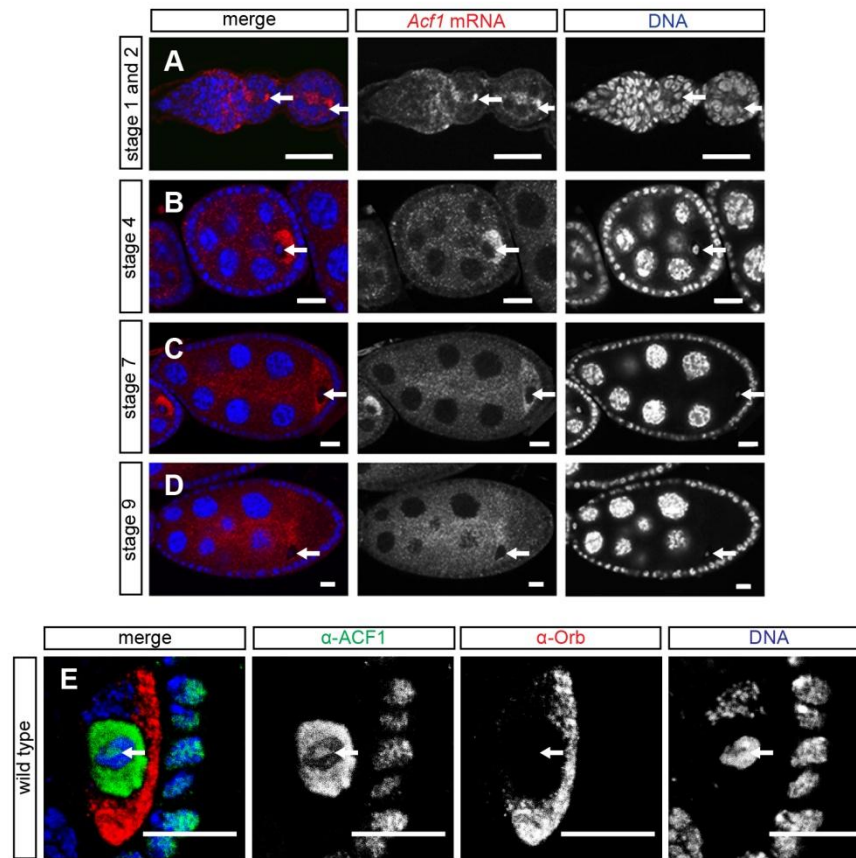 merge
Acf1 mRNA
DNA
stage 1 and 2
A
stage 4
B
stage 7
C
stage 9
D
merge
α-ACF1
α-Orb
DNA
wild type
E